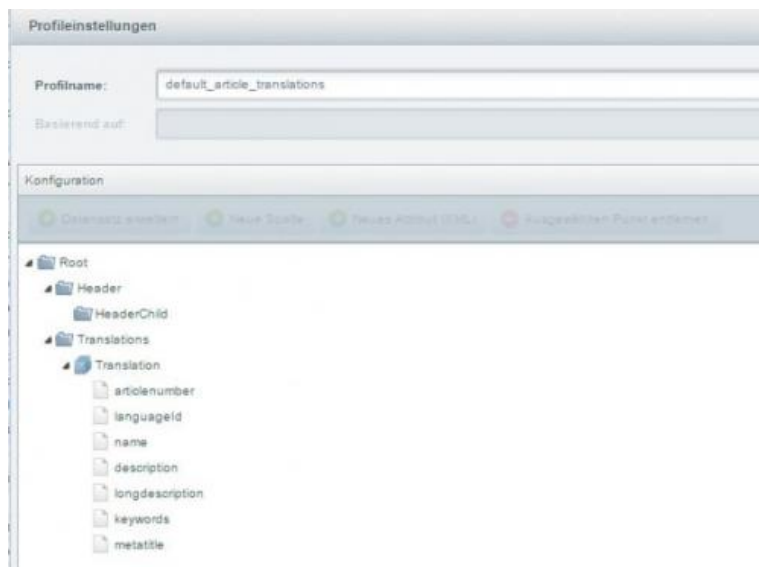 Profileinstellungen
Profilname: default_article_translations
Basierend auf:
Konfiguration
Datensatz erweitern Neue Spalte Neues Attribut (XML) Ausgewählten Punkt entfernen
Root
Header
HeaderChild
Translations
Translation
articlenumber
languageId
name
description
longdescription
keywords
metatitle